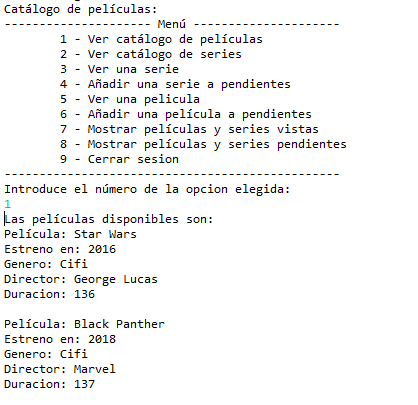 Catálogo de películas:
--------------------- Menú ---------------------
1 - Ver catálogo de películas
2 - Ver catálogo de series
3 - Ver una serie
4 - Añadir una serie a pendientes
5 - Ver una pelicula
6 - Añadir una película a pendientes
7 - Mostrar películas y series vistas
8 - Mostrar películas y series pendientes
9 - Cerrar sesion
------------------------------------------------
Introduce el número de la opcion elegida:
1
Las películas disponibles son:
Película: Star Wars
Estreno en: 2016
Genero: Cifi
Director: George Lucas
Duracion: 136
Película: Black Panther
Estreno en: 2018
Genero: Cifi
Director: Marvel
Duracion: 137